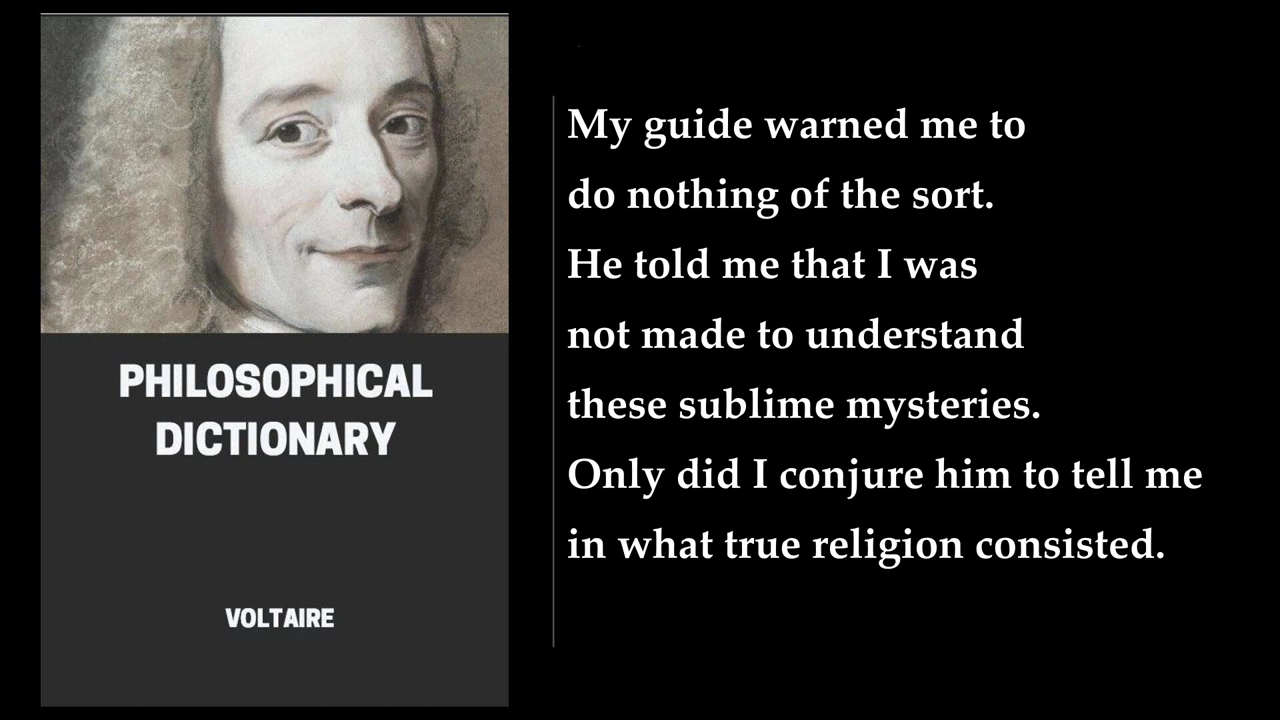 PHILOSOPHICAL
DICTIONARY
VOLTAIRE
My guide warned me to
do nothing of the sort.
He told me that I was
not made to understand
these sublime mysteries.
Only did I conjure him to tell me
in what true religion consisted.